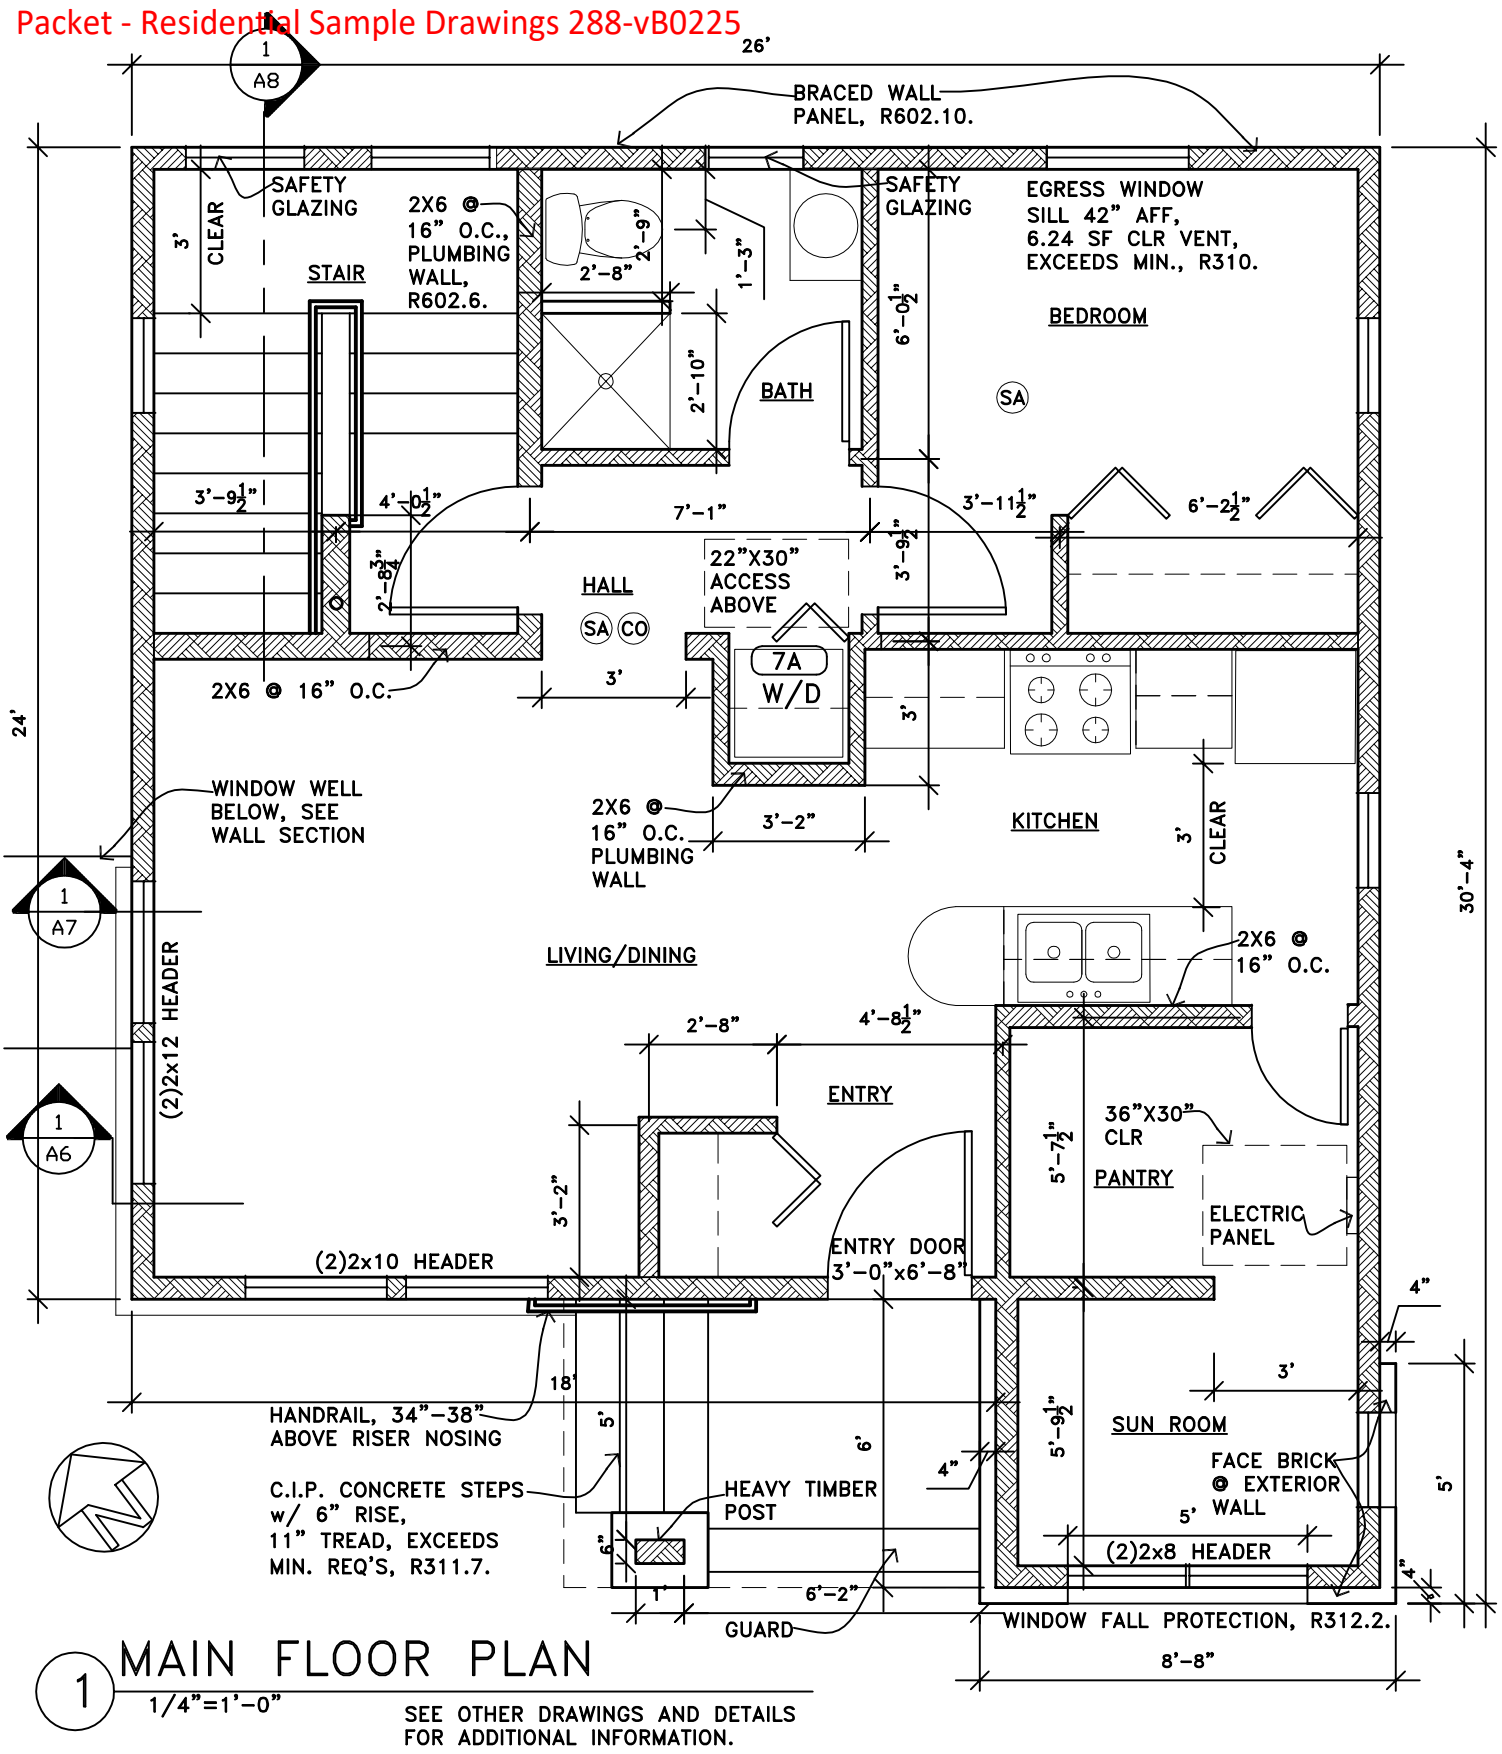 Packet - Residential Sample Drawings 288-vB0225
26'
1
A8
BRACED WALL
PANEL, R602.10.
SAFETY
GLAZING
3'
CLEAR
STAIR
2X6 @
16" O.C.,
PLUMBING
WALL,
R602.6.
2'-9"
2'-8"
1'-3"
SAFETY
GLAZING
EGRESS WINDOW
SILL 42" AFF,
6.24 SF CLR VENT,
EXCEEDS MIN., R310.
6'-0½"
BEDROOM
2'-10"
BATH
SA
3'-9½"
4'-0½"
7'-1"
3'-11½"
6'-2½"
2'-8¾"
3'-9½"
22"X30"
ACCESS
ABOVE
HALL
SA CO
2X6 @ 16" O.C.
3'
7A
W/D
3'
24'
WINDOW WELL
BELOW, SEE
WALL SECTION
2X6 @
16" O.C.
PLUMBING
WALL
3'-2"
KITCHEN
3'
CLEAR
30'-4"
1
A7
(2)2x12 HEADER
LIVING/DINING
2X6 @
16" O.C.
2'-8"
4'-8½"
ENTRY
1
A6
36"X30"
CLR
5'-7½"
PANTRY
3'-2"
ELECTRIC
PANEL
(2)2x10 HEADER
ENTRY DOOR
3'-0"x6'-8"
4"
18'
3'
HANDRAIL, 34"-38"
ABOVE RISER NOSING
5'
6'
5'-9½"
SUN ROOM
4"
FACE BRICK
@ EXTERIOR
WALL
5'
C.I.P. CONCRETE STEPS
w/ 6" RISE,
11" TREAD, EXCEEDS
MIN. REQ'S, R311.7.
HEAVY TIMBER
POST
5'
6"
(2)2x8 HEADER
4"
1'
6'-2"
GUARD
WINDOW FALL PROTECTION, R312.2.
8'-8"
1
MAIN FLOOR PLAN
1/4"=1'-0"
SEE OTHER DRAWINGS AND DETAILS
FOR ADDITIONAL INFORMATION.